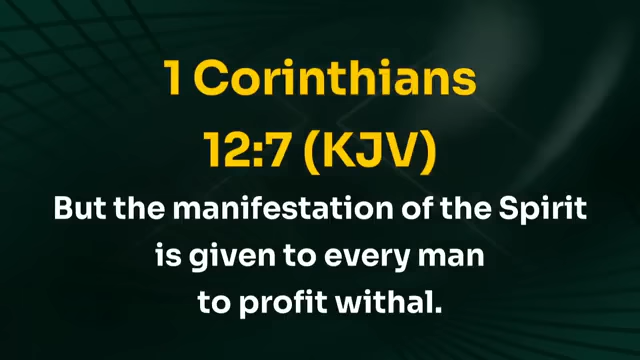 1 Corinthians
12:7 (KJV)
But the manifestation of the Spirit
is given to every man
to profit withal.